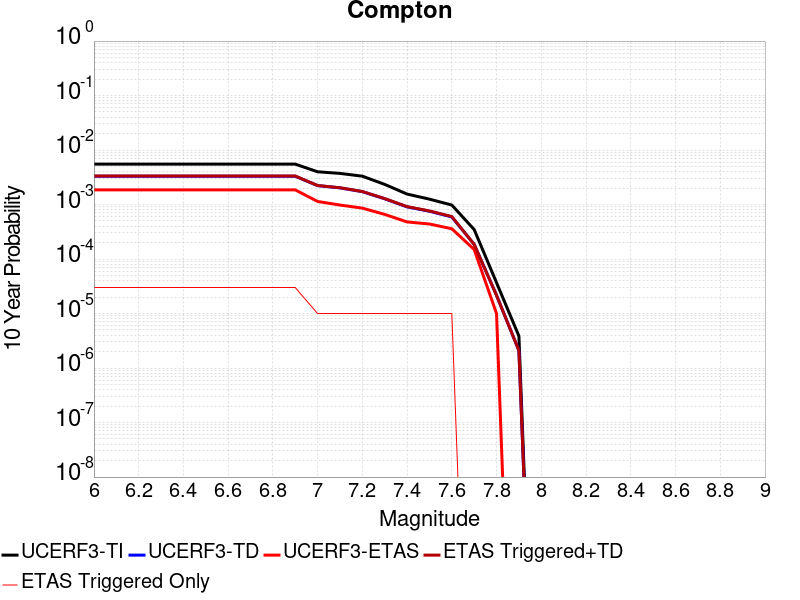 Compton
10^0
10^-1
10^-2
10^-3
10^-4
10^-5
10^-6
10^-7
10^-8
10 Year Probability
6 6.2 6.4 6.6 6.8 7 7.2 7.4 7.6 7.8 8 8.2 8.4 8.6 8.8 9
Magnitude
UCERF3-TI UCERF3-TD UCERF3-ETAS ETAS Triggered+TD
ETAS Triggered Only